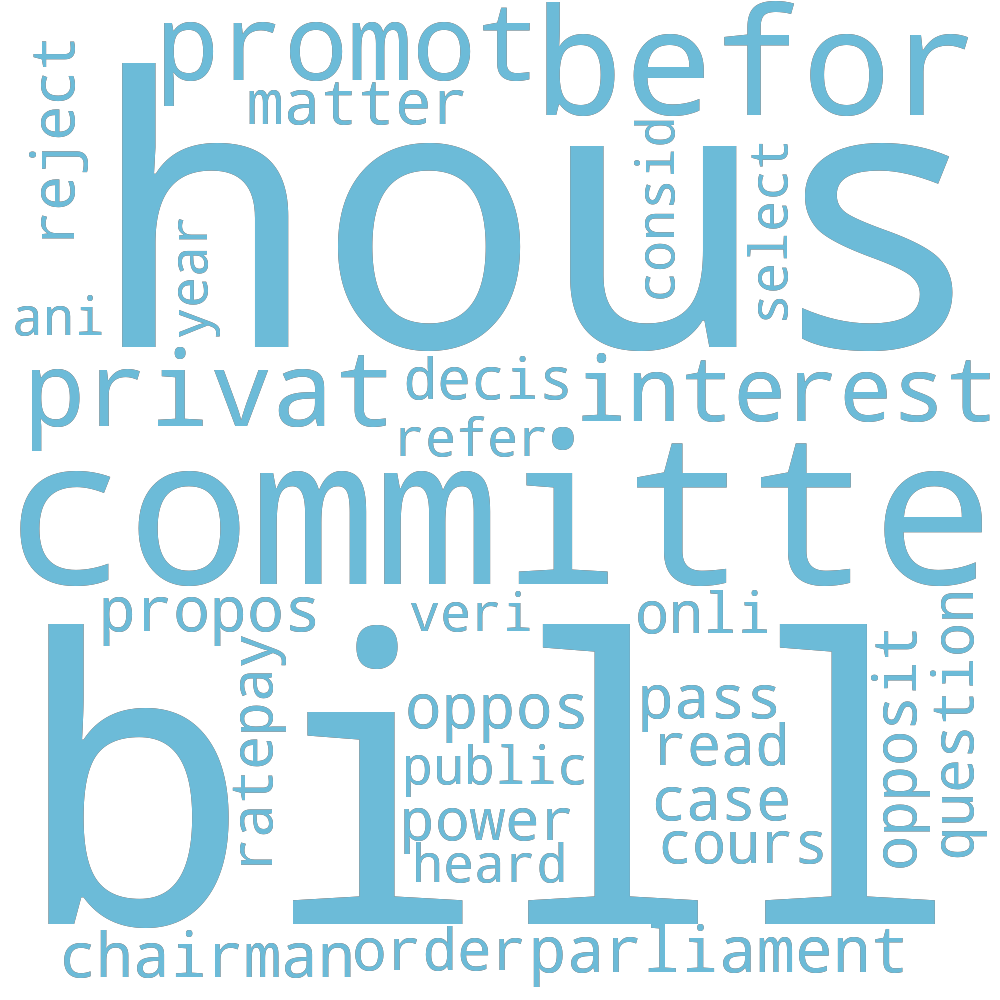 promot
befor
reject
matter
hous
consid
select
year
ani
privat
decis
interest
refer
committe
propos
veri
onli
bill
ratepay
oppos
pass
opposit
question
public
read
power
case
heard
cours
chairman
order
parliament